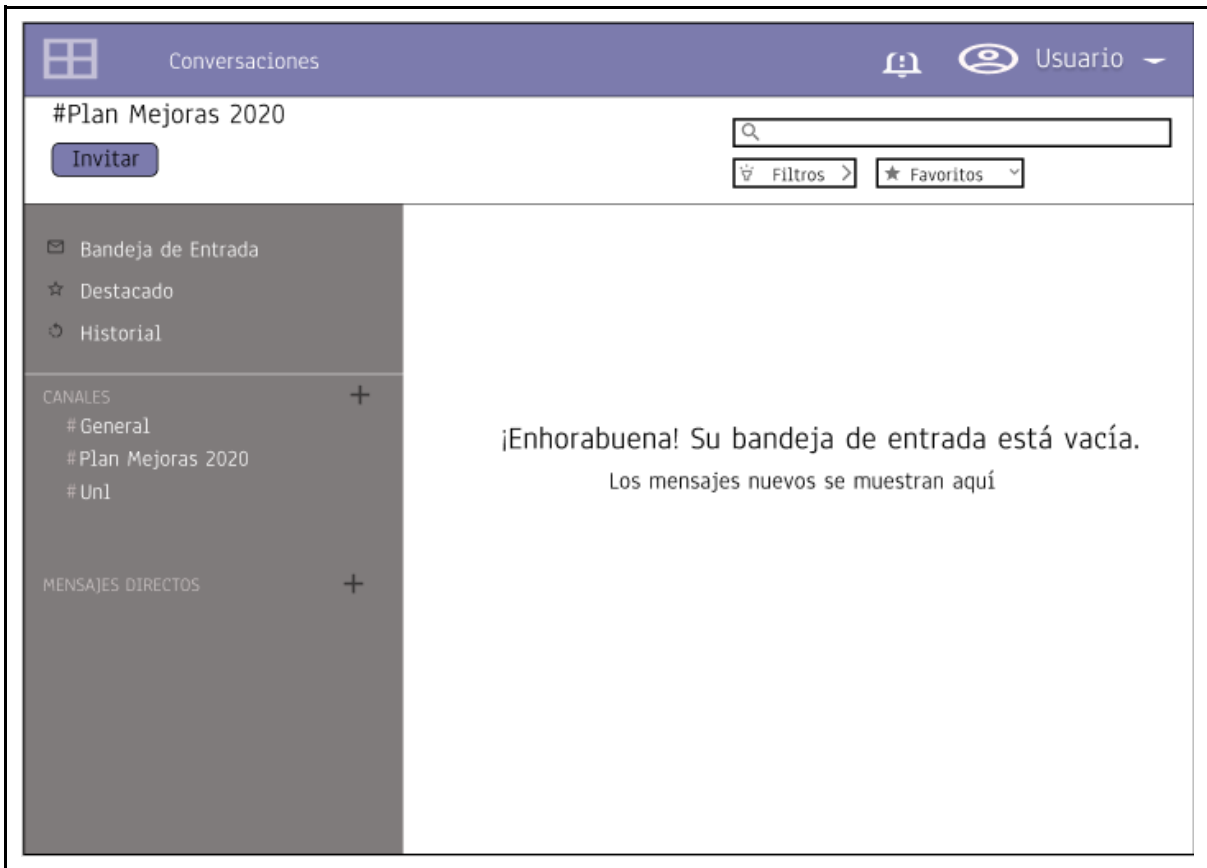 Conversaciones
Usuario
#Plan Mejoras 2020
Invitar
Filtros
Favoritos
Bandeja de Entrada
Destacado
Historial
CANALES
#General
#Plan Mejoras 2020
#Unl
MENSAJES DIRECTOS
¡Enhorabuena! Su bandeja de entrada está vacía.
Los mensajes nuevos se muestran aquí